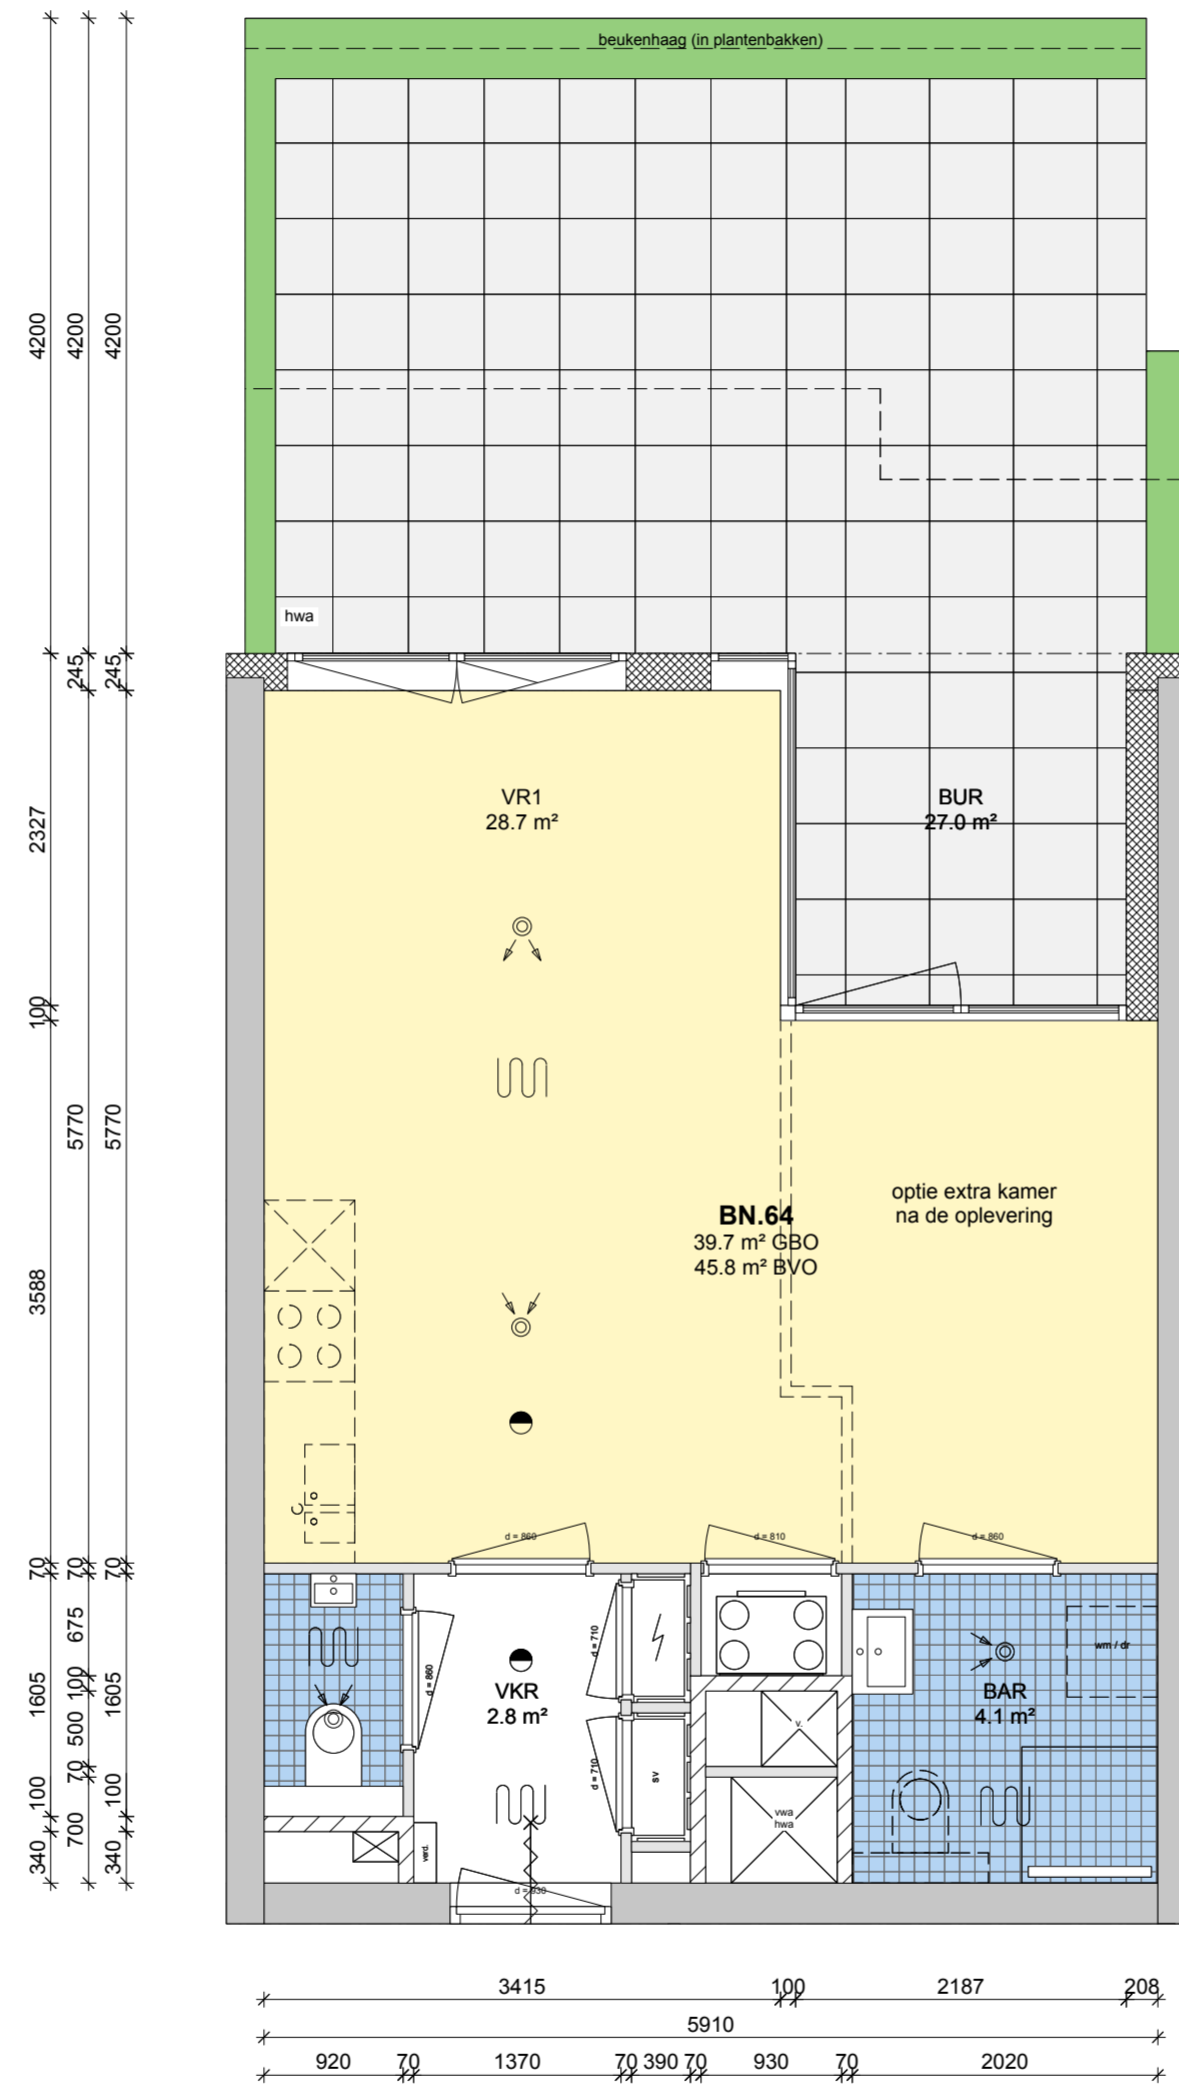 beukenhaag (in plantenbakken)
4200
4200
4200
hwa
245
245
VR1
28.7 m²
BUR
27.0 m²
2327
100
5770
5770
optie extra kamer
na de oplevering
BN.64
39.7 m² GBO
45.8 m² BVO
3588
C
d = 860
d = 810
d = 860
70
70
70
675
1605
100
1605
500
70
100
100
700
340
340
d = 860
d = 710
wm / dr
VKR
2.8 m²
BAR
4.1 m²
v.
d = 710
sv
vwa
hwa
verd.
d = 930
3415
100
2187
208
5910
920
70
1370
70
390
70
930
70
2020